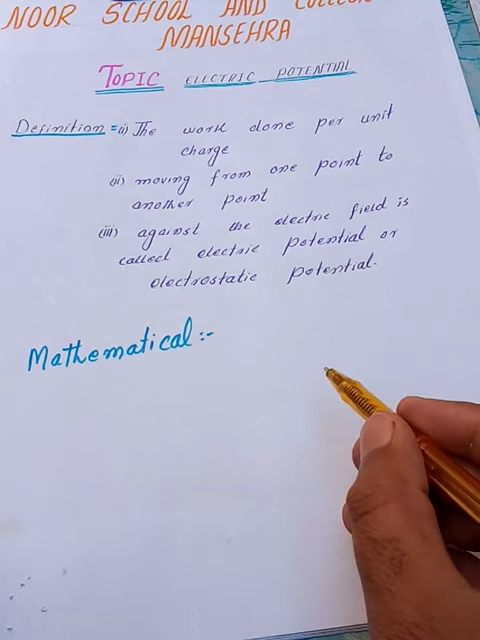 NOOR SCHOOL AND COLLEGE
MANSEHRA
TOPIC ELECTRIC POTENTIAL
Definition = (i) The work done per unit
charge
(ii) moving from one point to
another point
(iii) against the electric field is
called electric potential or
electrostatic potential.
Mathematical :-